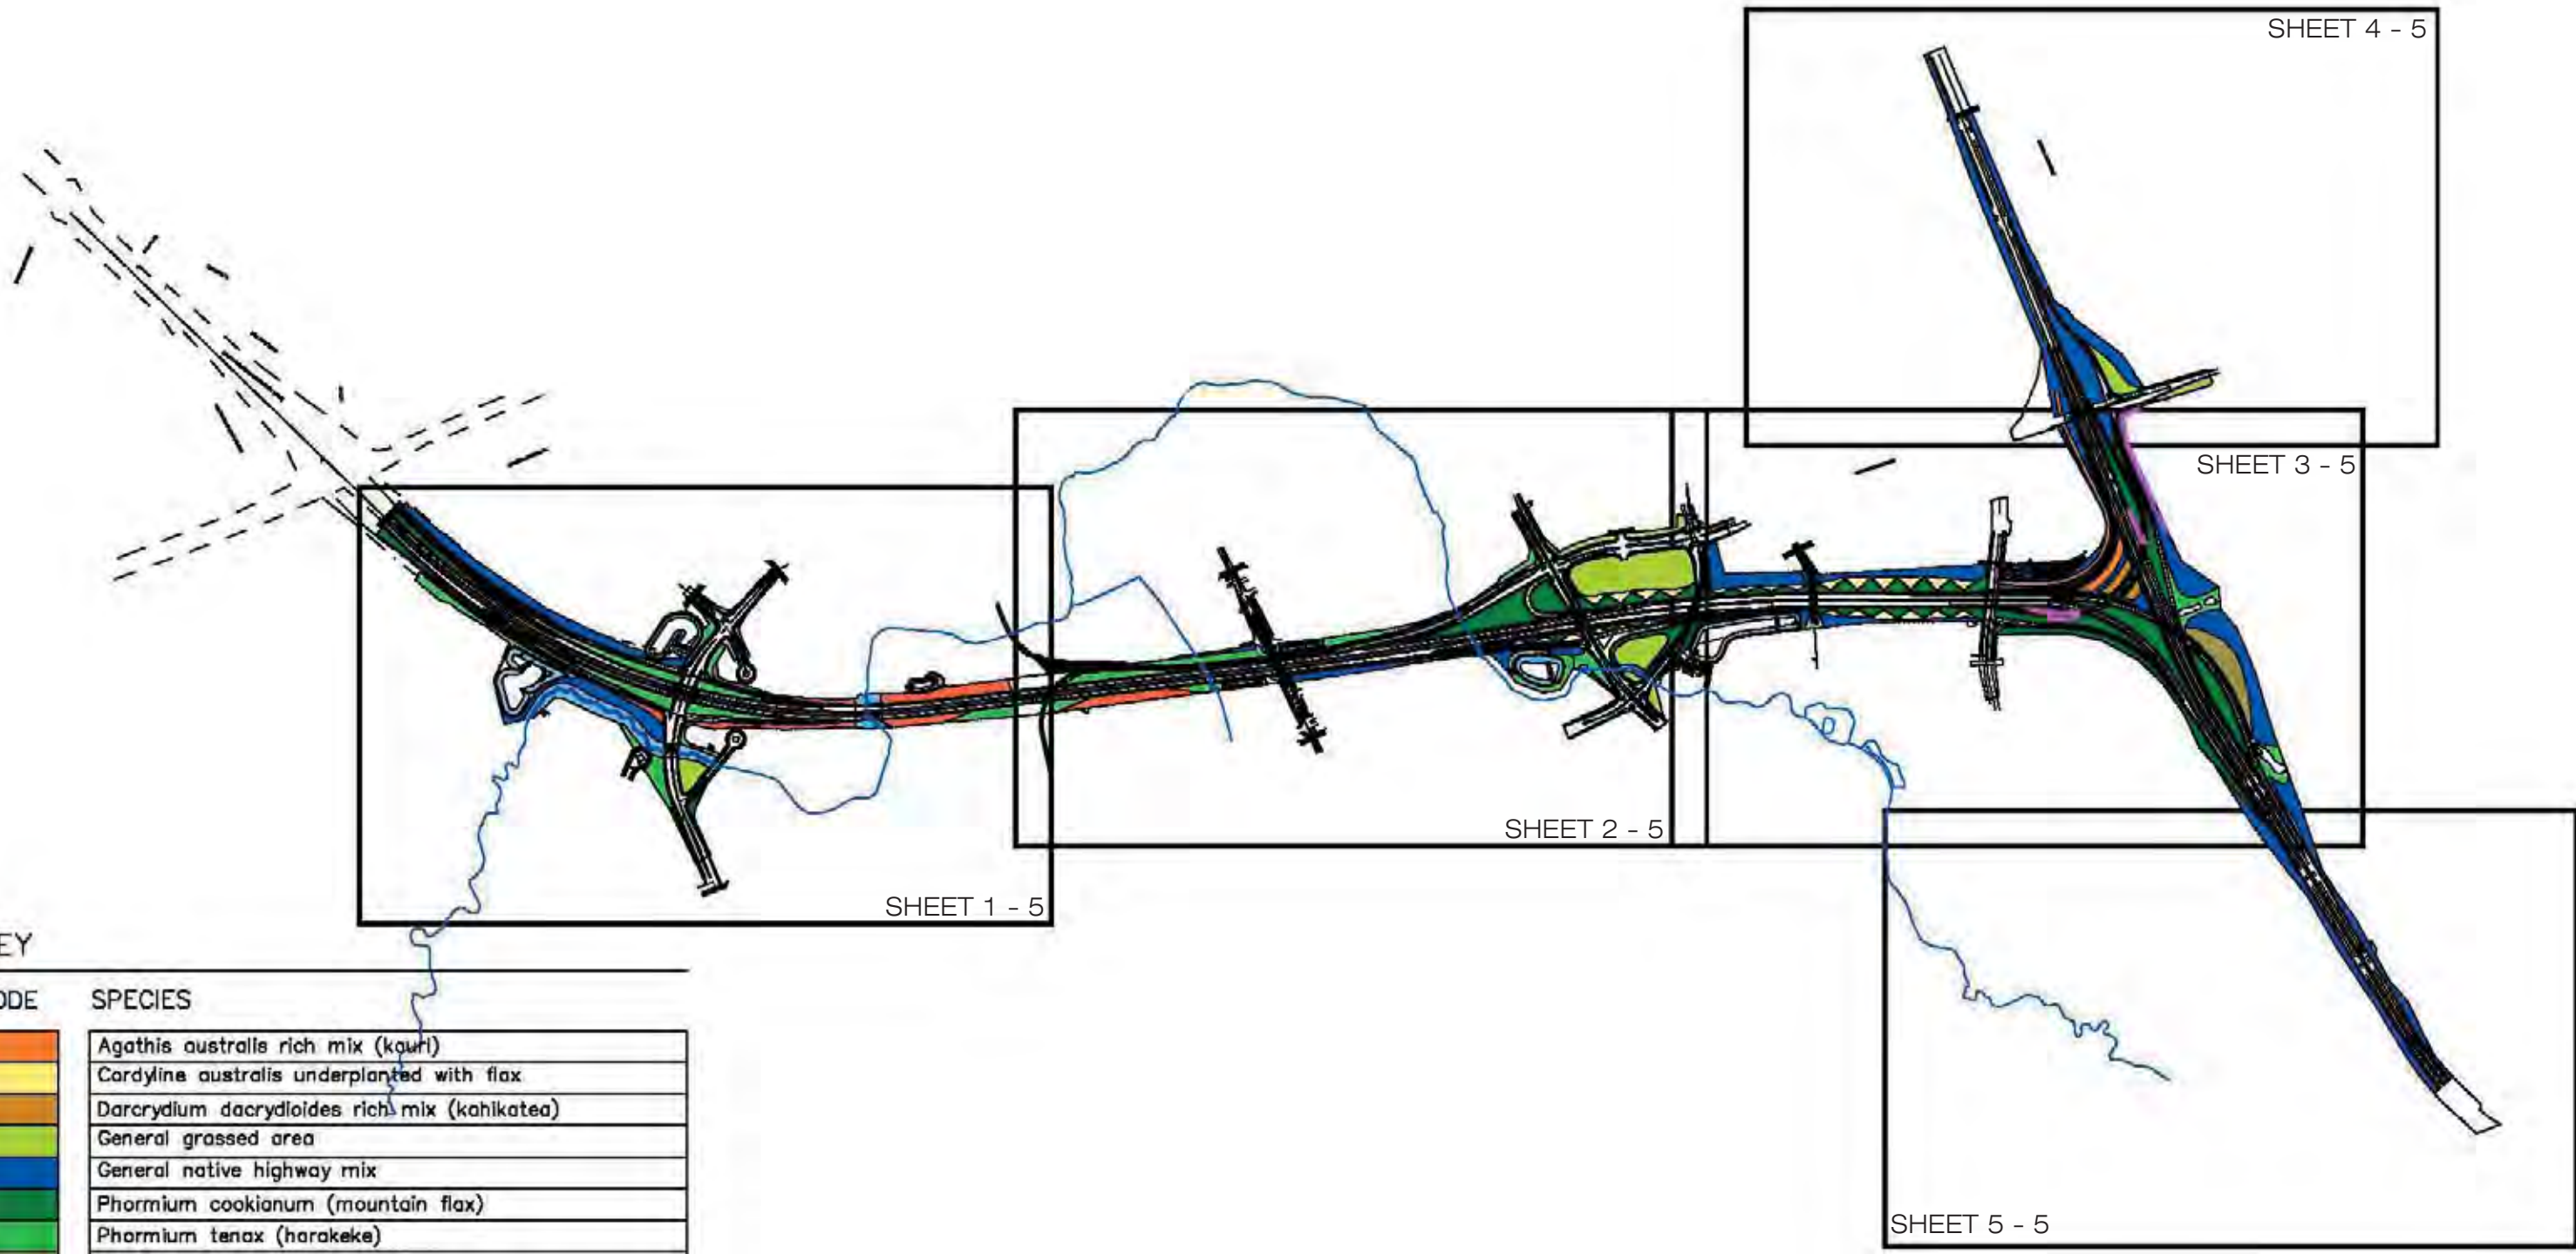 SHEET 4 - 5
SHEET 3 - 5
SHEET 2 - 5
SHEET 1 - 5
SHEET 5 - 5
EY
ODE SPECIES
Agathis australis rich mix (kauri)
Cordyline australis underplanted with flax
Darcrydium dacrydioides rich mix (kahikatea)
General grassed area
General native highway mix
Phormium cookianum (mountain flax)
Phormium tenax (harakeke)